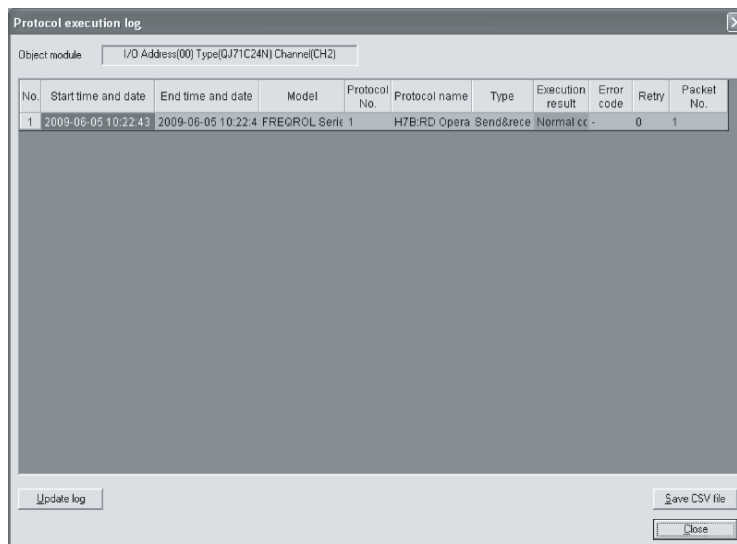 Protocol execution log
Object module I/O Address(00) Type(QJ71C24N) Channel(CH2)
No. Start time and date End time and date Model Protocol No. Protocol name Type Execution result Error code Retry Packet No.
1 2009-06-05 10:22:43 2009-06-05 10:22:4 FREQROL Serie 1 H7B:RD Opera Send&rece Normal cc - 0 1
Update log
Save CSV file
Close